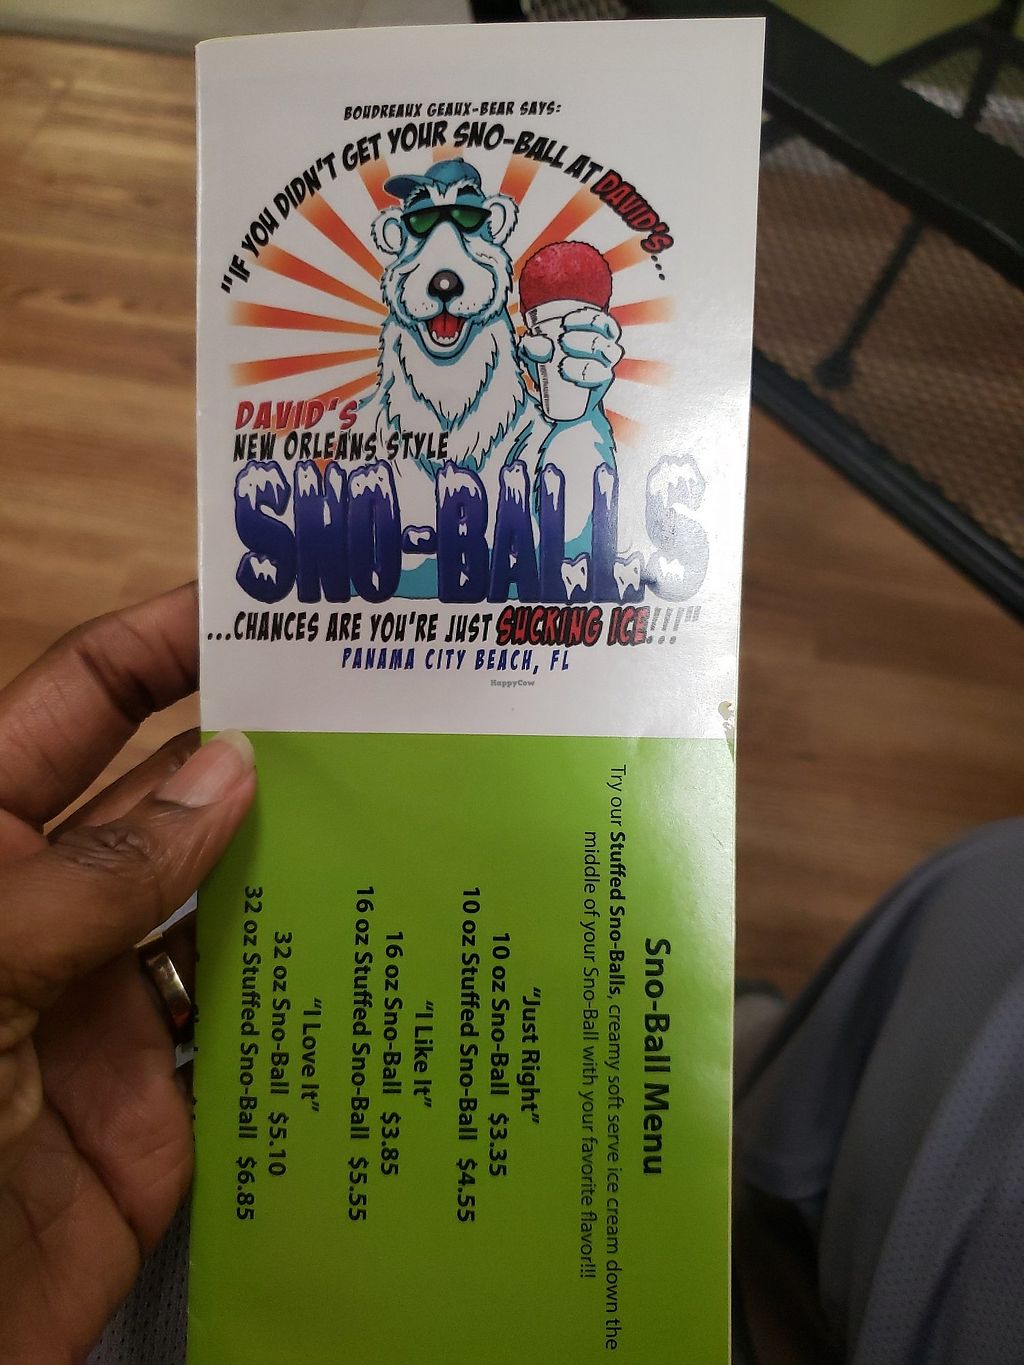 BOUDREAUX GEAUX-BEAR SAYS:
"IF YOU DIDN'T GET YOUR SNO-BALL AT DAVID'S...
DAVID'S
NEW ORLEANS STYLE
SNO-BALLS
...CHANCES ARE YOU'RE JUST SUCKING ICE!!!"
PANAMA CITY BEACH, FL
HappyCow
Sno-Ball Menu
Try our Stuffed Sno-Balls, creamy soft serve ice cream down the
middle of your Sno-Ball with your favorite flavor!!!
"Just Right"
10 oz Sno-Ball $3.35
10 oz Stuffed Sno-Ball $4.55
"I Like It"
16 oz Sno-Ball $3.85
16 oz Stuffed Sno-Ball $5.55
"I Love It"
32 oz Sno-Ball $5.10
32 oz Stuffed Sno-Ball $6.85